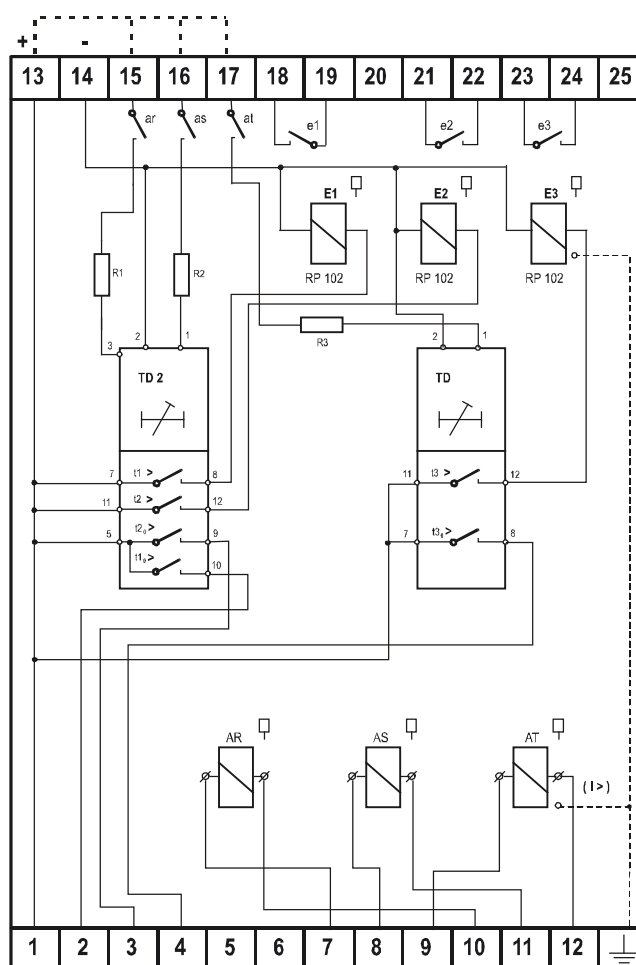 + -
13 14 15 16 17 18 19 20 21 22 23 24 25
ar as at e1 e2 e3
E1 E2 E3
R1 R2
RP 102 RP 102 RP 102
R3
3 2 1 2 1
TD 2 TD
7 t1 > 8 11 t3 > 12
11 t2 > 12
5 t2₀ > 9 7 t3₀ > 8
t1₀ > 10
AR AS AT
( I > )
1 2 3 4 5 6 7 8 9 10 11 12